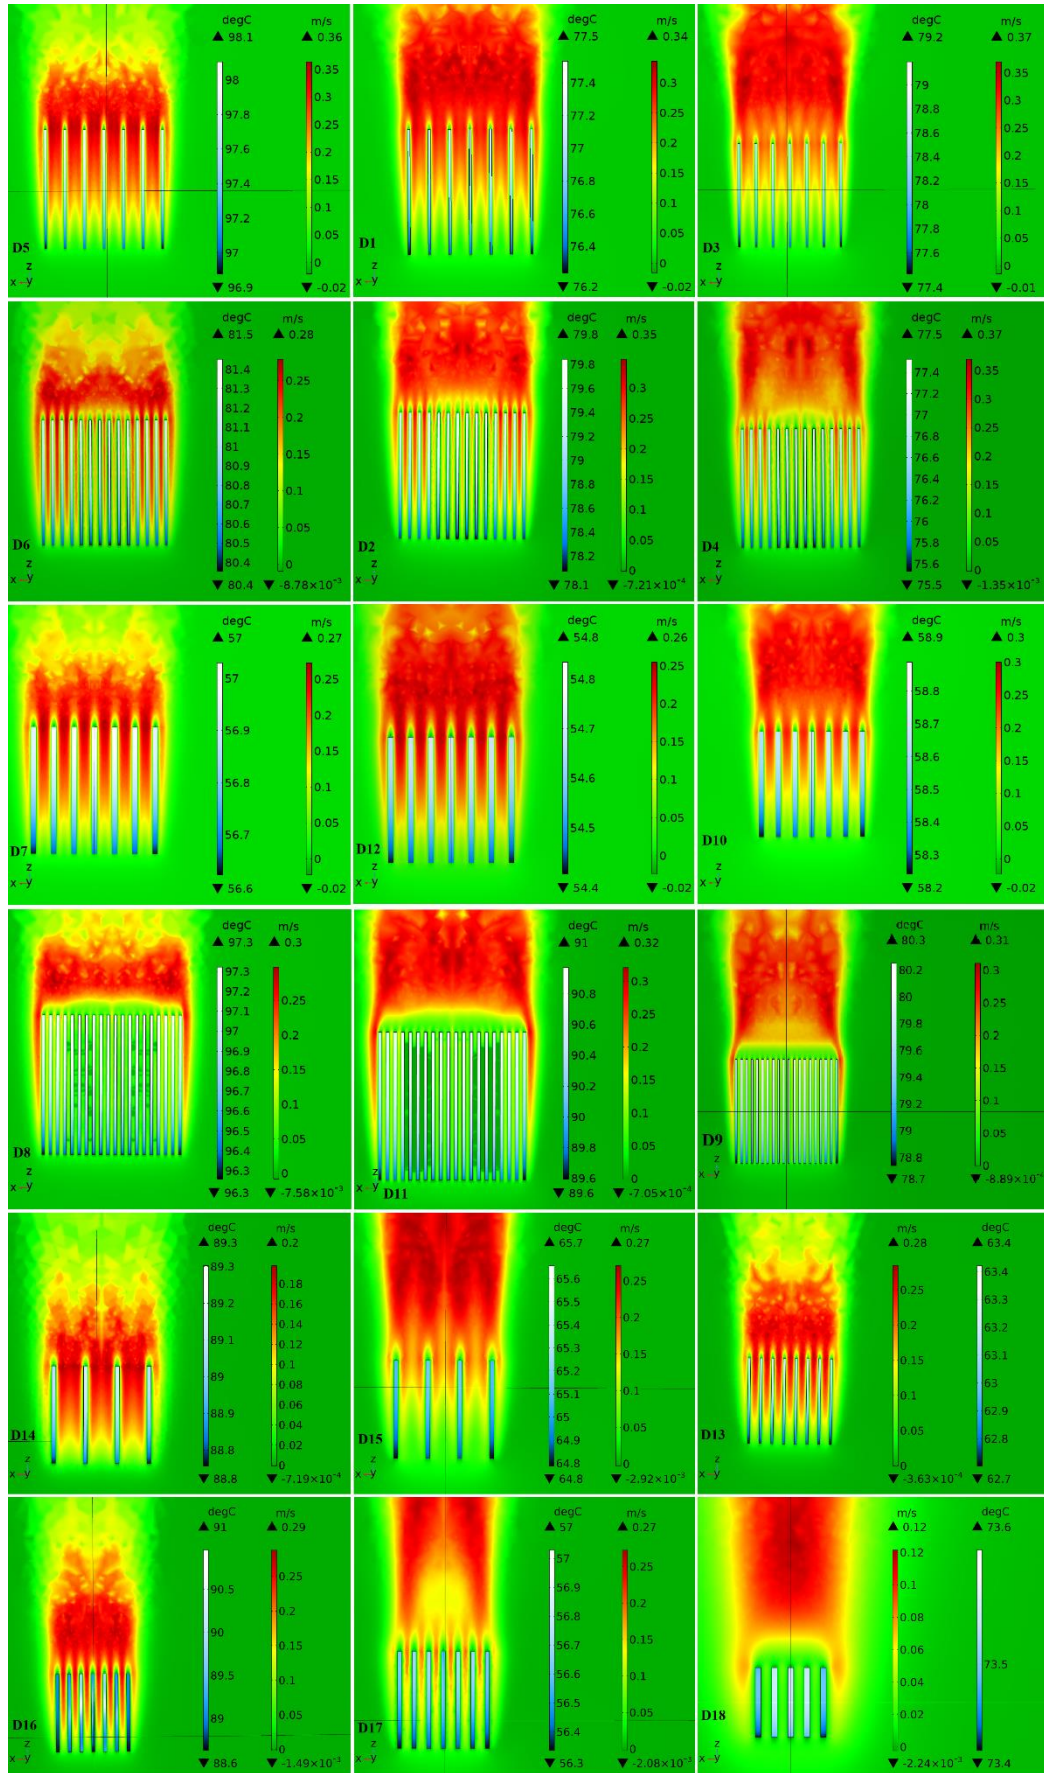 degC m/s
▲ 98.1 ▲ 0.36
98
97.8
97.6
97.4
97.2
97
0.35
0.3
0.25
0.2
0.15
0.1
0.05
0
▼ 96.9 ▼ -0.02
D5
z
x y
degC m/s
▲ 77.5 ▲ 0.34
77.4
77.2
77
76.8
76.6
76.4
0.3
0.25
0.2
0.15
0.1
0.05
0
▼ 76.2 ▼ -0.02
D1
z
x y
degC m/s
▲ 79.2 ▲ 0.37
79
78.8
78.6
78.4
78.2
78
77.8
77.6
0.35
0.3
0.25
0.2
0.15
0.1
0.05
0
▼ 77.4 ▼ -0.01
D3
z
x y
degC m/s
▲ 81.5 ▲ 0.28
81.4
81.3
81.2
81.1
81
80.9
80.8
80.7
80.6
80.5
80.4
0.25
0.2
0.15
0.1
0.05
0
▼ 80.4 ▼ -8.78×10⁻³
D6
z
x y
degC m/s
▲ 79.8 ▲ 0.35
79.8
79.6
79.4
79.2
79
78.8
78.6
78.4
78.2
0.3
0.25
0.2
0.15
0.1
0.05
0
▼ 78.1 ▼ -7.21×10⁻⁴
D2
z
x y
degC m/s
▲ 77.5 ▲ 0.37
77.4
77.2
77
76.8
76.6
76.4
76.2
76
75.8
75.6
0.35
0.3
0.25
0.2
0.15
0.1
0.05
0
▼ 75.5 ▼ -1.35×10⁻³
D4
z
x y
degC m/s
▲ 57 ▲ 0.27
57
56.9
56.8
56.7
0.25
0.2
0.15
0.1
0.05
0
▼ 56.6 ▼ -0.02
D7
z
x y
degC m/s
▲ 54.8 ▲ 0.26
54.8
54.7
54.6
54.5
0.25
0.2
0.15
0.1
0.05
0
▼ 54.4 ▼ -0.02
D12
z
x y
degC m/s
▲ 58.9 ▲ 0.3
58.8
58.7
58.6
58.5
58.4
58.3
0.3
0.25
0.2
0.15
0.1
0.05
0
▼ 58.2 ▼ -0.02
D10
z
x y
degC m/s
▲ 97.3 ▲ 0.3
97.3
97.2
97.1
97
96.9
96.8
96.7
96.6
96.5
96.4
96.3
0.25
0.2
0.15
0.1
0.05
0
▼ 96.3 ▼ -7.58×10⁻³
D8
z
x y
degC m/s
▲ 91 ▲ 0.32
90.8
90.6
90.4
90.2
90
89.8
89.6
0.3
0.25
0.2
0.15
0.1
0.05
0
▼ 89.6 ▼ -7.05×10⁻⁴
D11
z
x y
degC m/s
▲ 80.3 ▲ 0.31
80.2
80
79.8
79.6
79.4
79.2
79
78.8
0.3
0.25
0.2
0.15
0.1
0.05
0
▼ 78.7 ▼
D9
z
x y
degC m/s
▲ 89.3 ▲ 0.2
89.3
89.2
89.1
89
88.9
88.8
0.18
0.16
0.14
0.12
0.1
0.08
0.06
0.04
0.02
0
▼ 88.8 ▼ -7.19×10⁻⁴
D14
z
x y
degC m/s
▲ 65.7 ▲ 0.27
65.6
65.5
65.4
65.3
65.2
65.1
65
64.9
64.8
0.25
0.2
0.15
0.1
0.05
0
▼ 64.8 ▼ -2.92×10⁻³
D15
z
x y
m/s degC
▲ 0.28 ▲ 63.4
0.25
0.2
0.15
0.1
0.05
0
63.4
63.3
63.2
63.1
63
62.9
62.8
▼ -3.63×10⁻⁴ ▼ 62.7
D13
z
x y
degC m/s
▲ 91 ▲ 0.29
90.5
90
89.5
89
0.25
0.2
0.15
0.1
0.05
0
▼ 88.6 ▼ -1.49×10⁻³
D16
z
x y
degC m/s
▲ 57 ▲ 0.27
57
56.9
56.8
56.7
56.6
56.5
56.4
0.25
0.2
0.15
0.1
0.05
0
▼ 56.3 ▼ -2.08×10⁻³
D17
z
x y
m/s degC
▲ 0.12 ▲ 73.6
0.12
0.1
0.08
0.06
0.04
0.02
0
73.5
▼ -2.24×10⁻³ ▼ 73.4
D18
z
x y